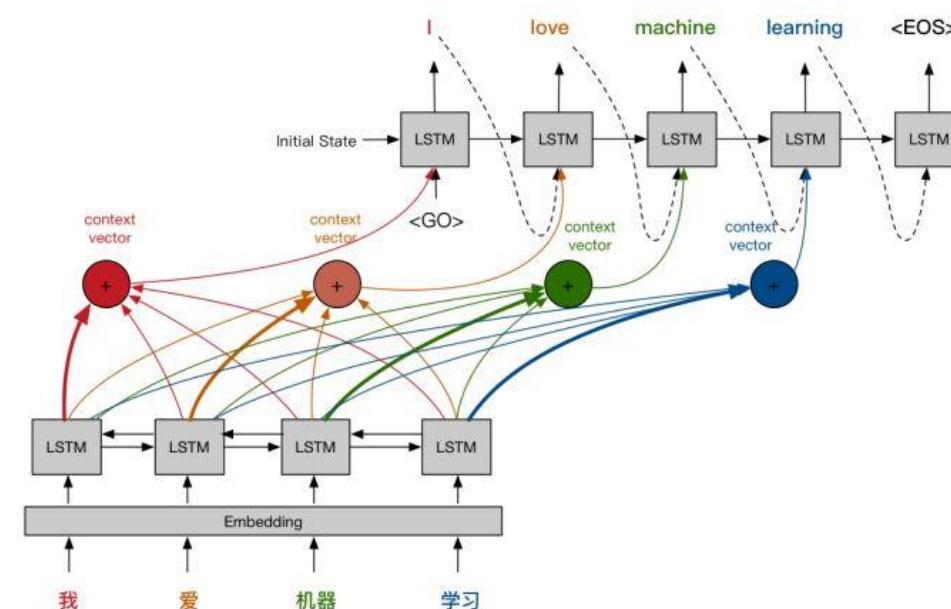 I love machine learning <EOS>
Initial State LSTM LSTM LSTM LSTM LSTM
<GO>
context vector
context vector
context vector
context vector
+ + + +
LSTM LSTM LSTM LSTM
Embedding
我 爱 机器 学习